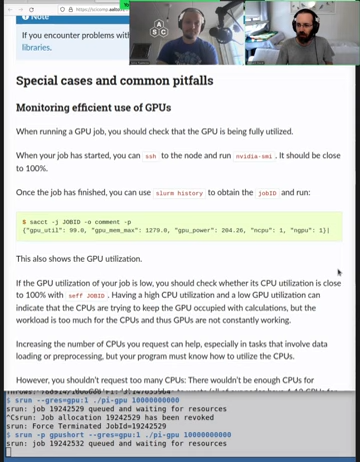 Note
If you encounter problems wit
libraries.
ASC
Special cases and common pitfalls
Monitoring efficient use of GPUs
When running a GPU job, you should check that the GPU is being fully utilized.
When your job has started, you can ssh to the node and run nvidia-smi . It should be close
to 100%.
Once the job has finished, you can use slurm history to obtain the jobID and run:
$ sacct -j JOBID -o comment -p
{"gpu_util": 99.0, "gpu_mem_max": 1279.0, "gpu_power": 204.26, "ncpu": 1, "ngpu": 1}|
This also shows the GPU utilization.
If the GPU utilization of your job is low, you should check whether its CPU utilization is close
to 100% with seff JOBID . Having a high CPU utilization and a low GPU utilization can
indicate that the CPUs are trying to keep the GPU occupied with calculations, but the
workload is too much for the CPUs and thus GPUs are not constantly working.
Increasing the number of CPUs you request can help, especially in tasks that involve data
loading or preprocessing, but your program must know how to utilize the CPUs.
However, you shouldn't request too many CPUs: There wouldn't be enough CPUs for
$ srun --gres=gpu:1 ./pi-gpu 10000000000
srun: job 19242529 queued and waiting for resources
^Csrun: Job allocation 19242529 has been revoked
srun: Force Terminated JobId=19242529
$ srun -p gpushort --gres=gpu:1 ./pi-gpu 10000000000
srun: job 19242532 queued and waiting for resources